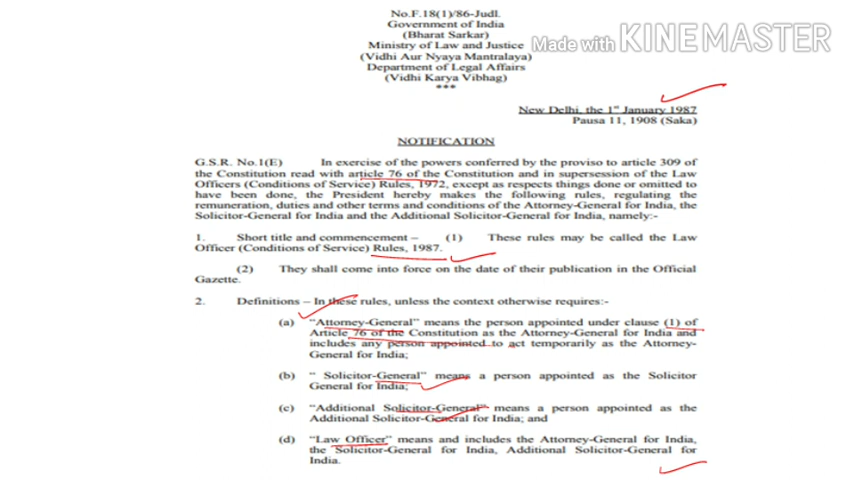 No.F.18(1)/86-Judl.
Government of India
(Bharat Sarkar)
Ministry of Law and Justice
(Vidhi Aur Nyaya Mantralaya)
Department of Legal Affairs
(Vidhi Karya Vibhag)
***
Made with KINEMASTER
New Delhi, the 1st January 1987
Pausa 11, 1908 (Saka)
NOTIFICATION
G.S.R. No.1(E) In exercise of the powers conferred by the proviso to article 309 of
the Constitution read with article 76 of the Constitution and in supersession of the Law
Officers (Conditions of Service) Rules, 1972, except as respects things done or omitted to
have been done, the President hereby makes the following rules, regulating the
remuneration, duties and other terms and conditions of the Attorney-General for India, the
Solicitor-General for India and the Additional Solicitor-General for India, namely:-
1. Short title and commencement – (1) These rules may be called the Law
Officer (Conditions of Service) Rules, 1987.
(2) They shall come into force on the date of their publication in the Official
Gazette.
2. Definitions – In these rules, unless the context otherwise requires:-
(a) "Attorney-General" means the person appointed under clause (1) of
Article 76 of the Constitution as the Attorney-General for India and
includes any person appointed to act temporarily as the Attorney-
General for India;
(b) " Solicitor-General" means a person appointed as the Solicitor
General for India;
(c) "Additional Solicitor-General" means a person appointed as the
Additional Solicitor-General for India; and
(d) "Law Officer" means and includes the Attorney-General for India,
the Solicitor-General for India, Additional Solicitor-General for
India.